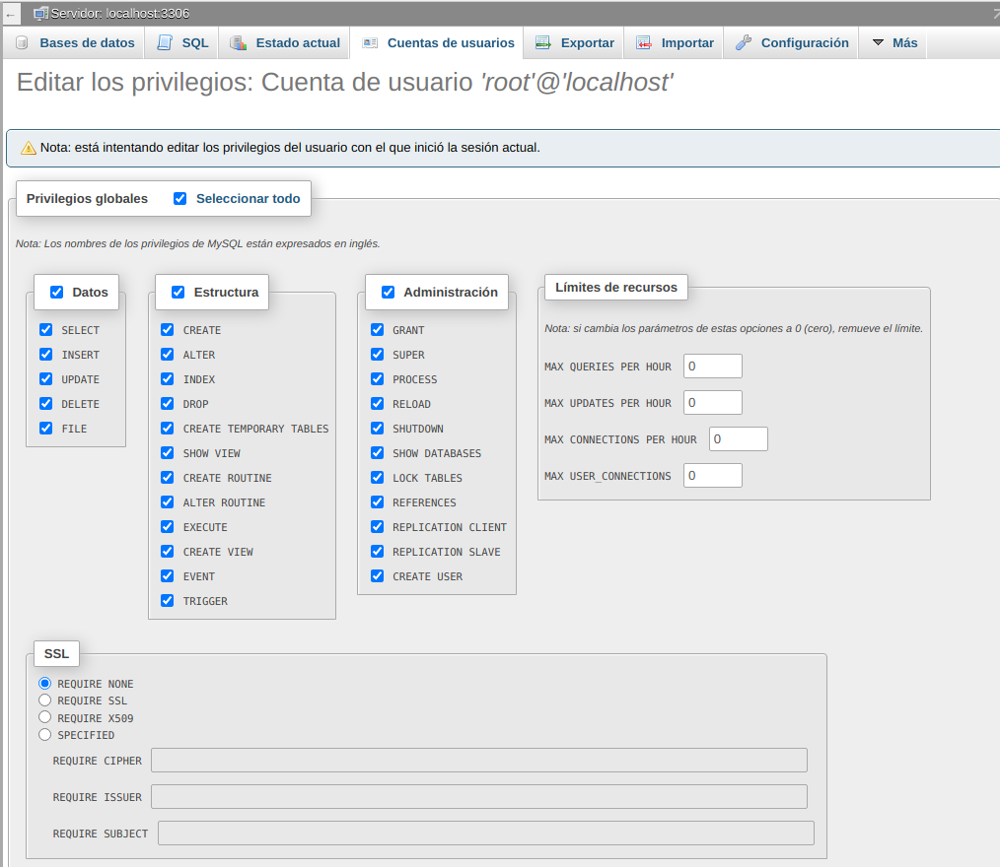 Servidor: localhost:3306
Bases de datos SQL Estado actual Cuentas de usuarios Exportar Importar Configuración Más
Editar los privilegios: Cuenta de usuario 'root'@'localhost'
Nota: está intentando editar los privilegios del usuario con el que inició la sesión actual.
Privilegios globales Seleccionar todo
Nota: Los nombres de los privilegios de MySQL están expresados en inglés.
Datos
SELECT
INSERT
UPDATE
DELETE
FILE
Estructura
CREATE
ALTER
INDEX
DROP
CREATE TEMPORARY TABLES
SHOW VIEW
CREATE ROUTINE
ALTER ROUTINE
EXECUTE
CREATE VIEW
EVENT
TRIGGER
Administración
GRANT
SUPER
PROCESS
RELOAD
SHUTDOWN
SHOW DATABASES
LOCK TABLES
REFERENCES
REPLICATION CLIENT
REPLICATION SLAVE
CREATE USER
Límites de recursos
Nota: si cambia los parámetros de estas opciones a 0 (cero), remueve el límite.
MAX QUERIES PER HOUR 0
MAX UPDATES PER HOUR 0
MAX CONNECTIONS PER HOUR 0
MAX USER_CONNECTIONS 0
SSL
REQUIRE NONE
REQUIRE SSL
REQUIRE X509
SPECIFIED
REQUIRE CIPHER
REQUIRE ISSUER
REQUIRE SUBJECT